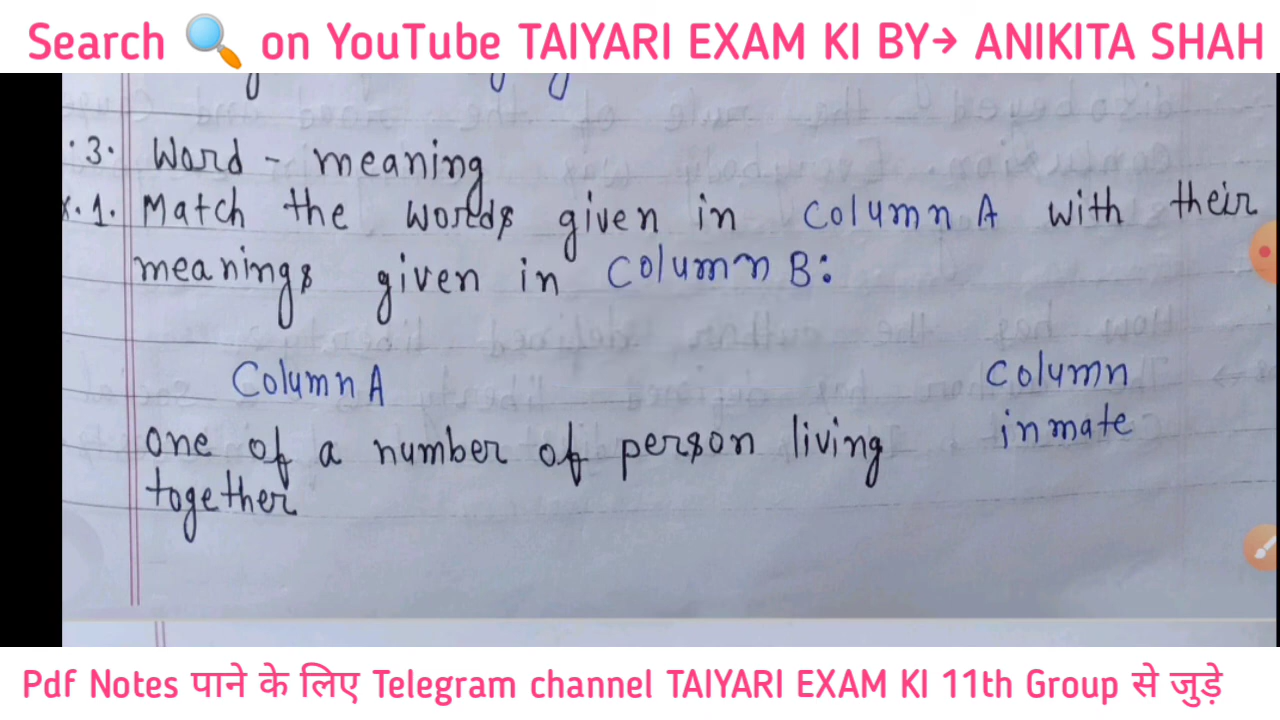 Search 🔍 on YouTube TAIYARI EXAM KI BY→ ANIKITA SHAH
.3. Word - meaning
x.1. Match the words given in Column A with their
meanings given in Column B:
Column A Column
one of a number of person living inmate
together
Pdf Notes पाने के लिए Telegram channel TAIYARI EXAM KI 11th Group से जुड़े